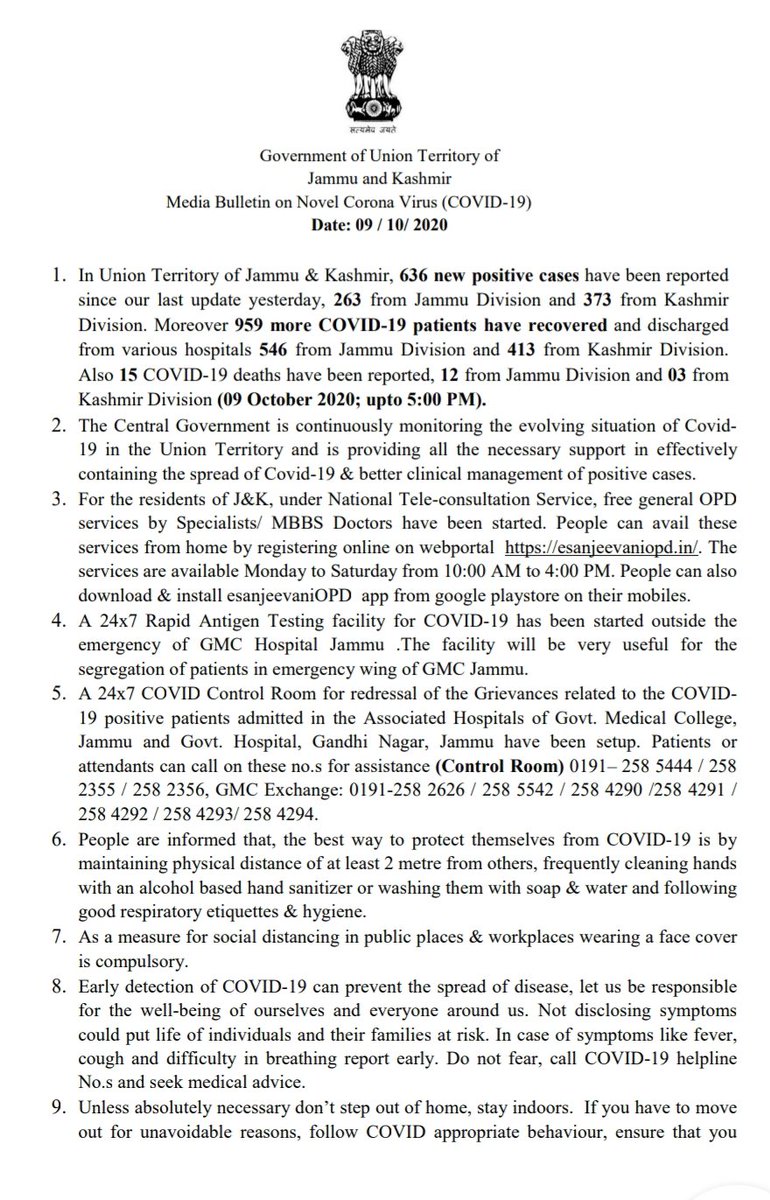 सत्यमेव जयते
Government of Union Territory of
Jammu and Kashmir
Media Bulletin on Novel Corona Virus (COVID-19)
Date: 09 / 10/ 2020
1. In Union Territory of Jammu & Kashmir, 636 new positive cases have been reported
since our last update yesterday, 263 from Jammu Division and 373 from Kashmir
Division. Moreover 959 more COVID-19 patients have recovered and discharged
from various hospitals 546 from Jammu Division and 413 from Kashmir Division.
Also 15 COVID-19 deaths have been reported, 12 from Jammu Division and 03 from
Kashmir Division (09 October 2020; upto 5:00 PM).
2. The Central Government is continuously monitoring the evolving situation of Covid-
19 in the Union Territory and is providing all the necessary support in effectively
containing the spread of Covid-19 & better clinical management of positive cases.
3. For the residents of J&K, under National Tele-consultation Service, free general OPD
services by Specialists/ MBBS Doctors have been started. People can avail these
services from home by registering online on webportal https://esanjeevaniopd.in/. The
services are available Monday to Saturday from 10:00 AM to 4:00 PM. People can also
download & install esanjeevaniOPD app from google playstore on their mobiles.
4. A 24x7 Rapid Antigen Testing facility for COVID-19 has been started outside the
emergency of GMC Hospital Jammu .The facility will be very useful for the
segregation of patients in emergency wing of GMC Jammu.
5. A 24x7 COVID Control Room for redressal of the Grievances related to the COVID-
19 positive patients admitted in the Associated Hospitals of Govt. Medical College,
Jammu and Govt. Hospital, Gandhi Nagar, Jammu have been setup. Patients or
attendants can call on these no.s for assistance (Control Room) 0191– 258 5444 / 258
2355 / 258 2356, GMC Exchange: 0191-258 2626 / 258 5542 / 258 4290 /258 4291 /
258 4292 / 258 4293/ 258 4294.
6. People are informed that, the best way to protect themselves from COVID-19 is by
maintaining physical distance of at least 2 metre from others, frequently cleaning hands
with an alcohol based hand sanitizer or washing them with soap & water and following
good respiratory etiquettes & hygiene.
7. As a measure for social distancing in public places & workplaces wearing a face cover
is compulsory.
8. Early detection of COVID-19 can prevent the spread of disease, let us be responsible
for the well-being of ourselves and everyone around us. Not disclosing symptoms
could put life of individuals and their families at risk. In case of symptoms like fever,
cough and difficulty in breathing report early. Do not fear, call COVID-19 helpline
No.s and seek medical advice.
9. Unless absolutely necessary don’t step out of home, stay indoors. If you have to move
out for unavoidable reasons, follow COVID appropriate behaviour, ensure that you